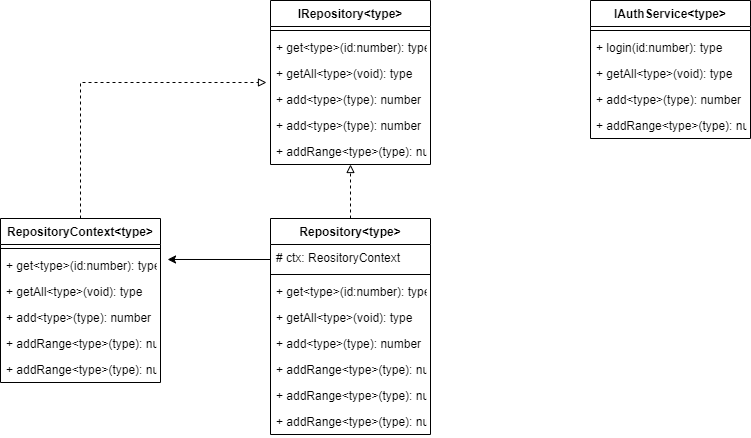 IRepository<type>
+ get<type>(id:number): type
+ getAll<type>(void): type
+ add<type>(type): number
+ add<type>(type): number
+ addRange<type>(type): nu
IAuthService<type>
+ login(id:number): type
+ getAll<type>(void): type
+ add<type>(type): number
+ addRange<type>(type): nu
RepositoryContext<type>
+ get<type>(id:number): type
+ getAll<type>(void): type
+ add<type>(type): number
+ addRange<type>(type): nu
+ addRange<type>(type): nu
Repository<type>
# ctx: ReositoryContext
+ get<type>(id:number): type
+ getAll<type>(void): type
+ add<type>(type): number
+ addRange<type>(type): nu
+ addRange<type>(type): nu
+ addRange<type>(type): nu